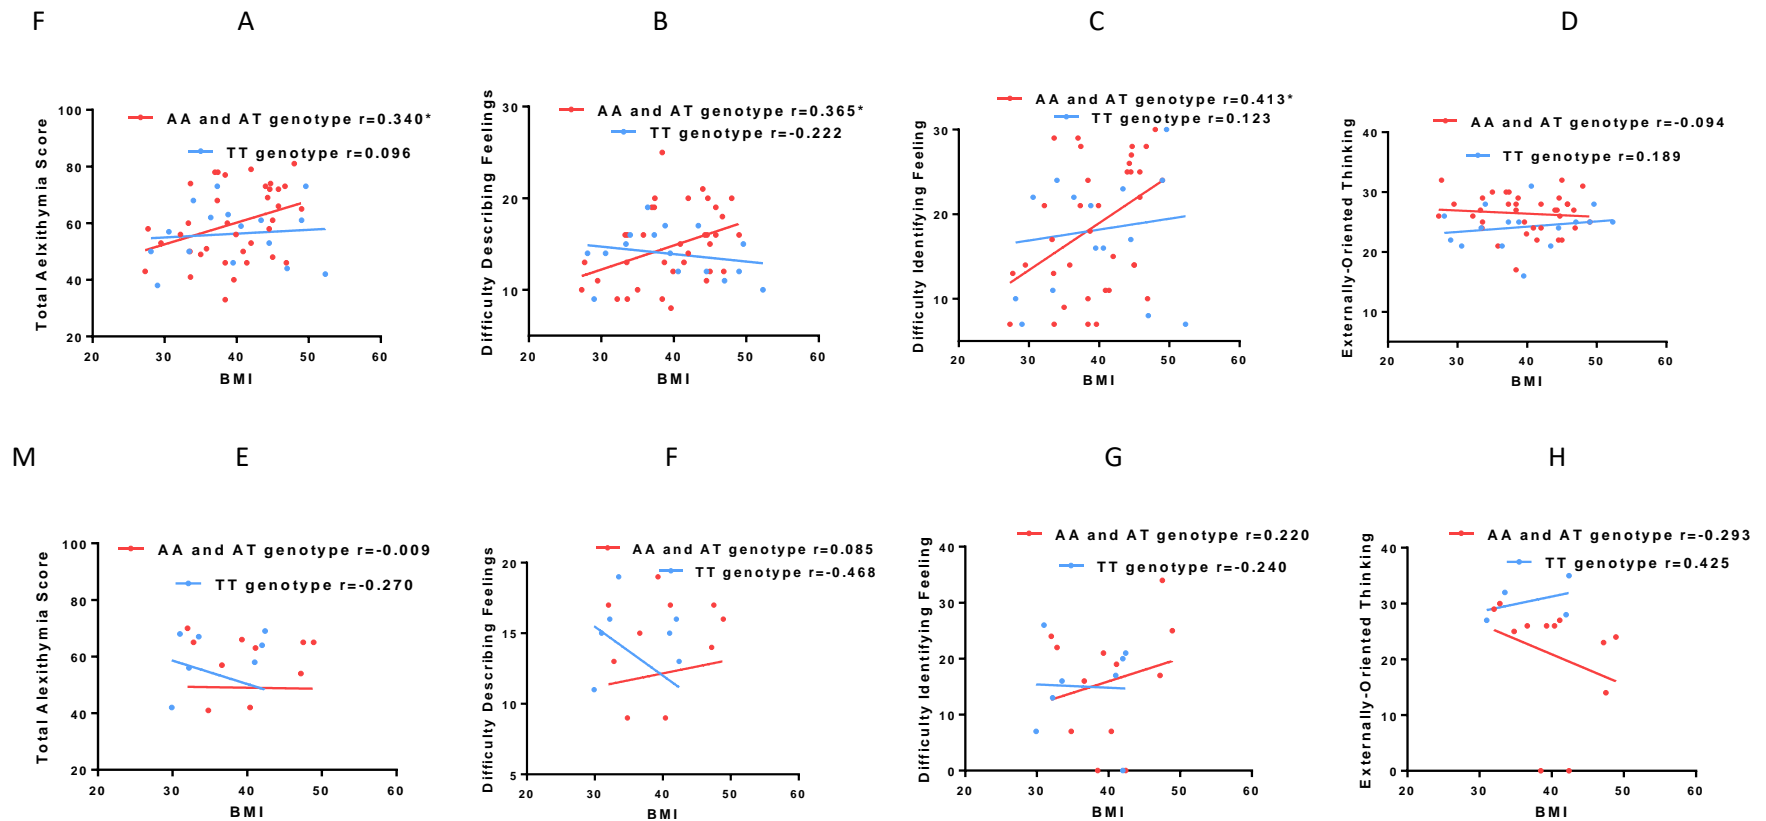 F
A
B
C
D
AA and AT genotype r=0.340*
TT genotype r=0.096
Total Aelxithymia Score
100
80
60
40
20
20 30 40 50 60
BMI
AA and AT genotype r=0.365*
TT genotype r=-0.222
Difficulty Describing Feelings
30
20
10
20 30 40 50 60
BMI
AA and AT genotype r=0.413*
TT genotype r=0.123
Difficulty Identifying Feeling
30
20
10
20 30 40 50 60
BMI
AA and AT genotype r=-0.094
TT genotype r=0.189
Externally-Oriented Thinking
40
30
20
10
20 30 40 50 60
BMI
M
E
F
G
H
AA and AT genotype r=-0.009
TT genotype r=-0.270
Total Alexithymia Score
100
80
60
40
20
20 30 40 50 60
BMI
AA and AT genotype r=0.085
TT genotype r=-0.468
Difficulty Describing Feelings
20
15
10
5
20 30 40 50 60
BMI
AA and AT genotype r=0.220
TT genotype r=-0.240
Difficulty Identifying Feeling
40
30
20
10
0
20 30 40 50 60
BMI
AA and AT genotype r=-0.293
TT genotype r=0.425
Externally-Oriented Thinking
40
30
20
10
0
20 30 40 50 60
BMI